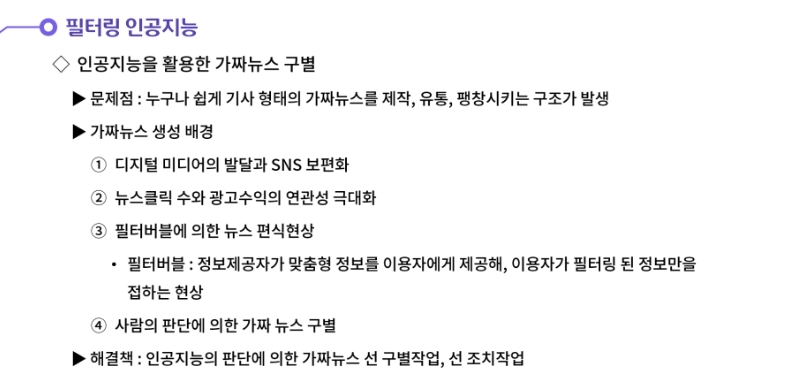 필터링 인공지능
◇ 인공지능을 활용한 가짜뉴스 구별
▶ 문제점 : 누구나 쉽게 기사 형태의 가짜뉴스를 제작, 유통, 팽창시키는 구조가 발생
▶ 가짜뉴스 생성 배경
① 디지털 미디어의 발달과 SNS 보편화
② 뉴스클릭 수와 광고수익의 연관성 극대화
③ 필터버블에 의한 뉴스 편식현상
• 필터버블 : 정보제공자가 맞춤형 정보를 이용자에게 제공해, 이용자가 필터링 된 정보만을
접하는 현상
④ 사람의 판단에 의한 가짜 뉴스 구별
▶ 해결책 : 인공지능의 판단에 의한 가짜뉴스 선 구별작업, 선 조치작업